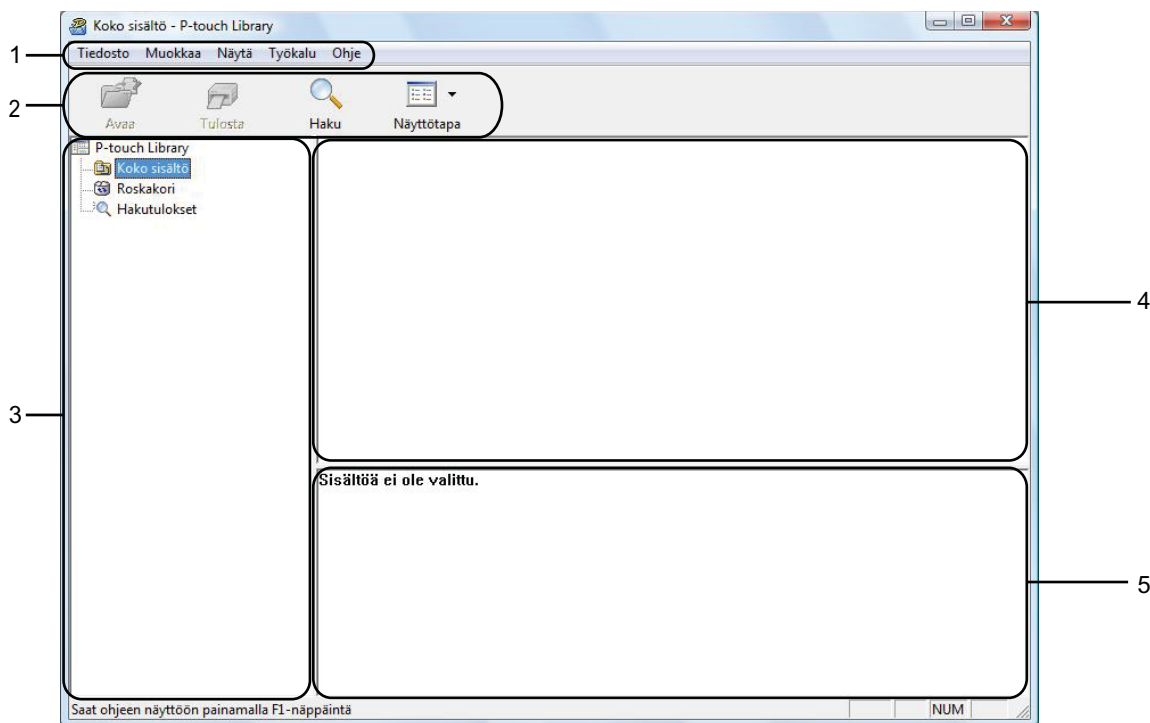 Koko sisältö - P-touch Library
1
Tiedosto Muokkaa Näytä Työkalu Ohje
2
Avaa Tulosta Haku Näyttötapa
P-touch Library
Koko sisältö
Roskakori
Hakutulokset
4
3
Sisältöä ei ole valittu.
5
Saat ohjeen näyttöön painamalla F1-näppäintä NUM